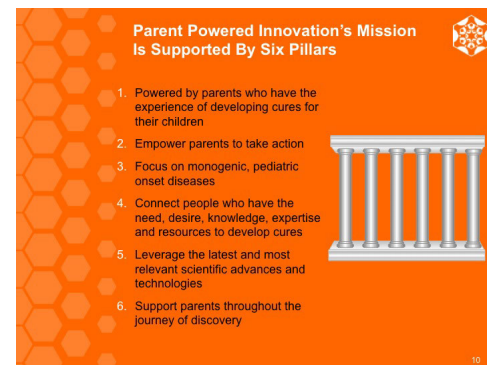 Parent Powered Innovation's Mission
Is Supported By Six Pillars
1. Powered by parents who have the
experience of developing cures for
their children
2. Empower parents to take action
3. Focus on monogenic, pediatric
onset diseases
4. Connect people who have the
need, desire, knowledge, expertise
and resources to develop cures
5. Leverage the latest and most
relevant scientific advances and
technologies
6. Support parents throughout the
journey of discovery
10